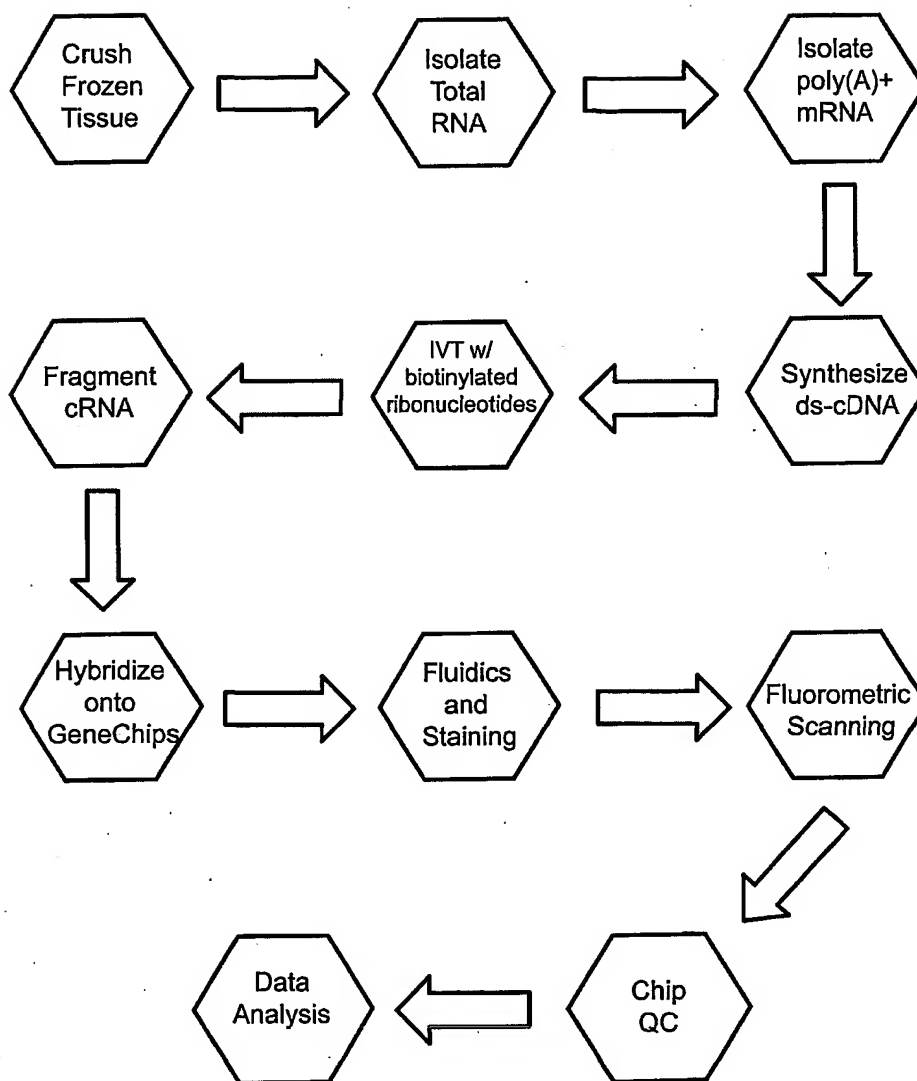 Crush
Frozen
Tissue
Isolate
Total
RNA
Isolate
poly(A)+
mRNA
Synthesize
ds-cDNA
IVT w/
biotinylated
ribonucleotides
Fragment
cRNA
Hybridize
onto
GeneChips
Fluidics
and
Staining
Fluorometric
Scanning
Chip
QC
Data
Analysis